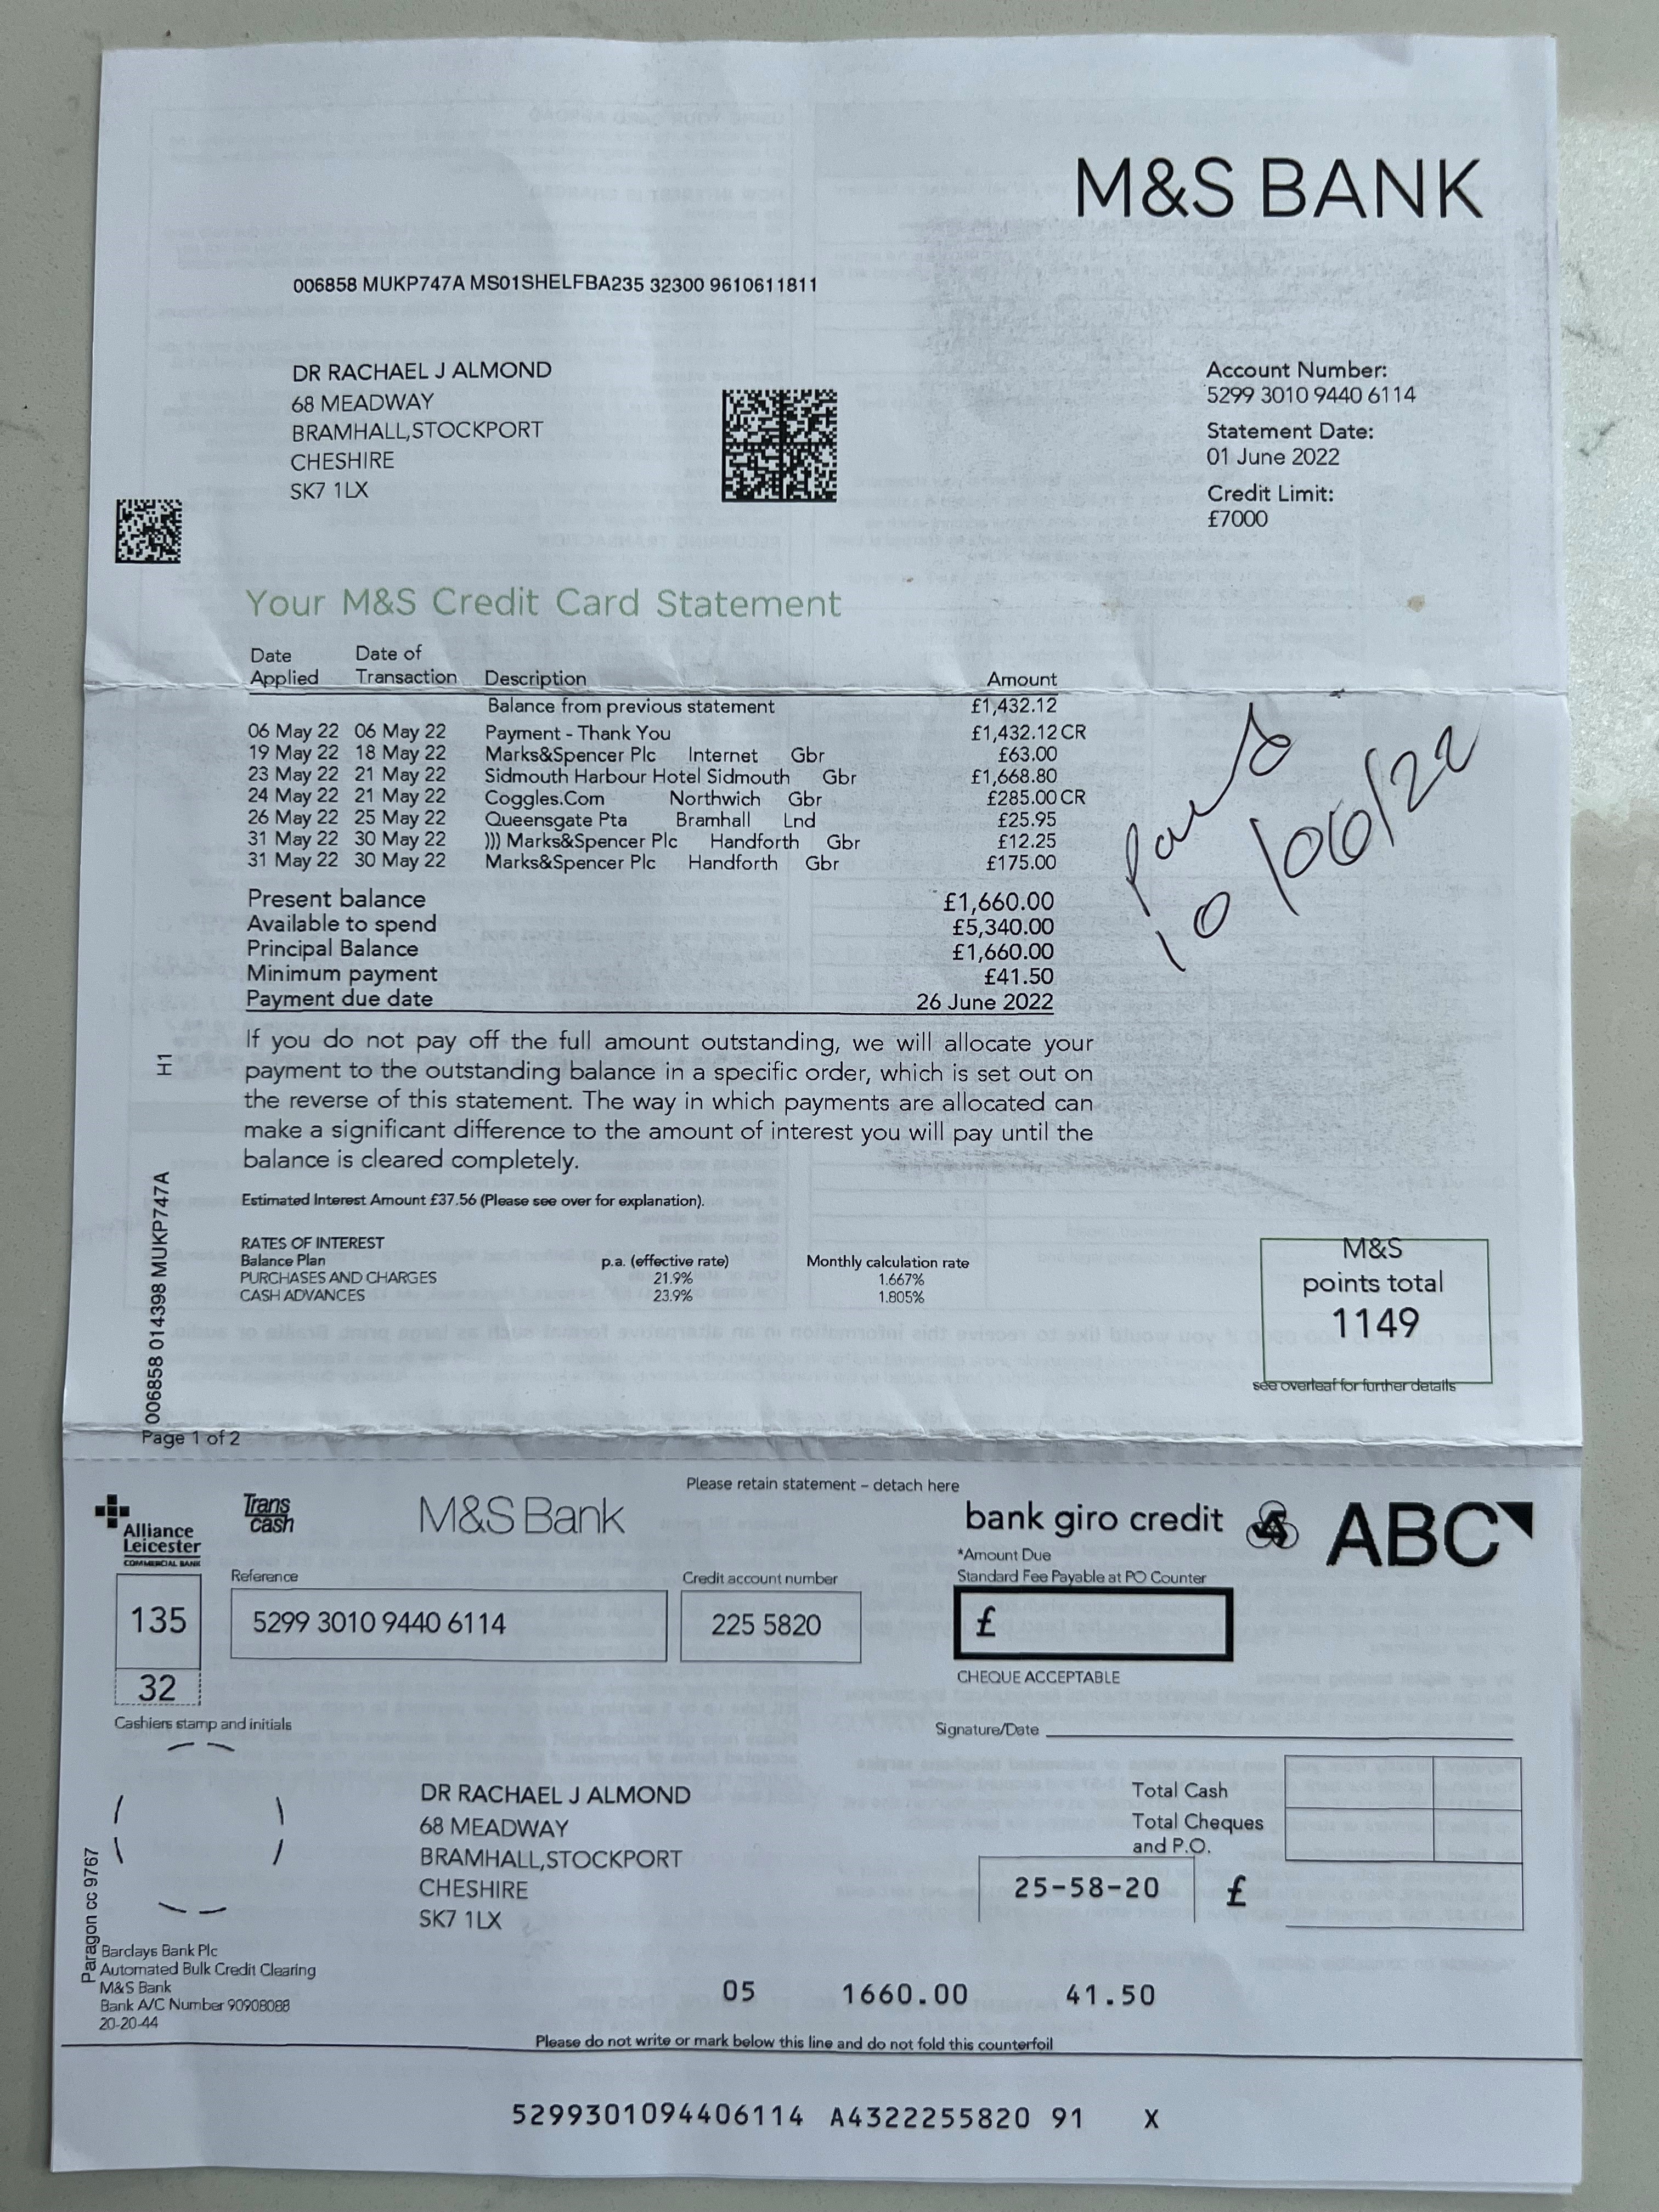 M&S BANK
006858 MUKP747A MS01SHELFBA235 32300 9610611811
DR RACHAEL J ALMOND
68 MEADWAY
BRAMHALL,STOCKPORT
CHESHIRE
SK7 1LX
Account Number:
5299 3010 9440 6114
Statement Date:
01 June 2022
Credit Limit:
£7000
Your M&S Credit Card Statement
Date Applied Date of Transaction Description Amount
Balance from previous statement £1,432.12
06 May 22 06 May 22 Payment - Thank You £1,432.12 CR
19 May 22 18 May 22 Marks&Spencer Plc Internet Gbr £63.00
23 May 22 21 May 22 Sidmouth Harbour Hotel Sidmouth Gbr £1,668.80
24 May 22 21 May 22 Coggles.Com Northwich Gbr £285.00 CR
26 May 22 25 May 22 Queensgate Pta Bramhall Lnd £25.95
31 May 22 30 May 22 ))) Marks&Spencer Plc Handforth Gbr £12.25
31 May 22 30 May 22 Marks&Spencer Plc Handforth Gbr £175.00
Paid
10/06/22
Present balance £1,660.00
Available to spend £5,340.00
Principal Balance £1,660.00
Minimum payment £41.50
Payment due date 26 June 2022
If you do not pay off the full amount outstanding, we will allocate your
payment to the outstanding balance in a specific order, which is set out on
the reverse of this statement. The way in which payments are allocated can
make a significant difference to the amount of interest you will pay until the
balance is cleared completely.
Estimated Interest Amount £37.56 (Please see over for explanation).
RATES OF INTEREST
Balance Plan p.a. (effective rate) Monthly calculation rate
PURCHASES AND CHARGES 21.9% 1.667%
CASH ADVANCES 23.9% 1.805%
M&S
points total
1149
see overleaf for further details
H1
006858 014398 MUKP747A
Page 1 of 2
Please retain statement – detach here
Alliance
Leicester
COMMERCIAL BANK
Trans
cash
M&S Bank
bank giro credit
ABC
*Amount Due
Standard Fee Payable at PO Counter
£
CHEQUE ACCEPTABLE
Reference
5299 3010 9440 6114
Credit account number
225 5820
135
32
Cashiers stamp and initials
Signature/Date
DR RACHAEL J ALMOND
68 MEADWAY
BRAMHALL,STOCKPORT
CHESHIRE
SK7 1LX
Total Cash
Total Cheques
and P.O.
25-58-20 £
Paragon cc 9767
Barclays Bank Plc
Automated Bulk Credit Clearing
M&S Bank
Bank A/C Number 90908088
20-20-44
05 1660.00 41.50
Please do not write or mark below this line and do not fold this counterfoil
5299301094406114 A4322255820 91 X